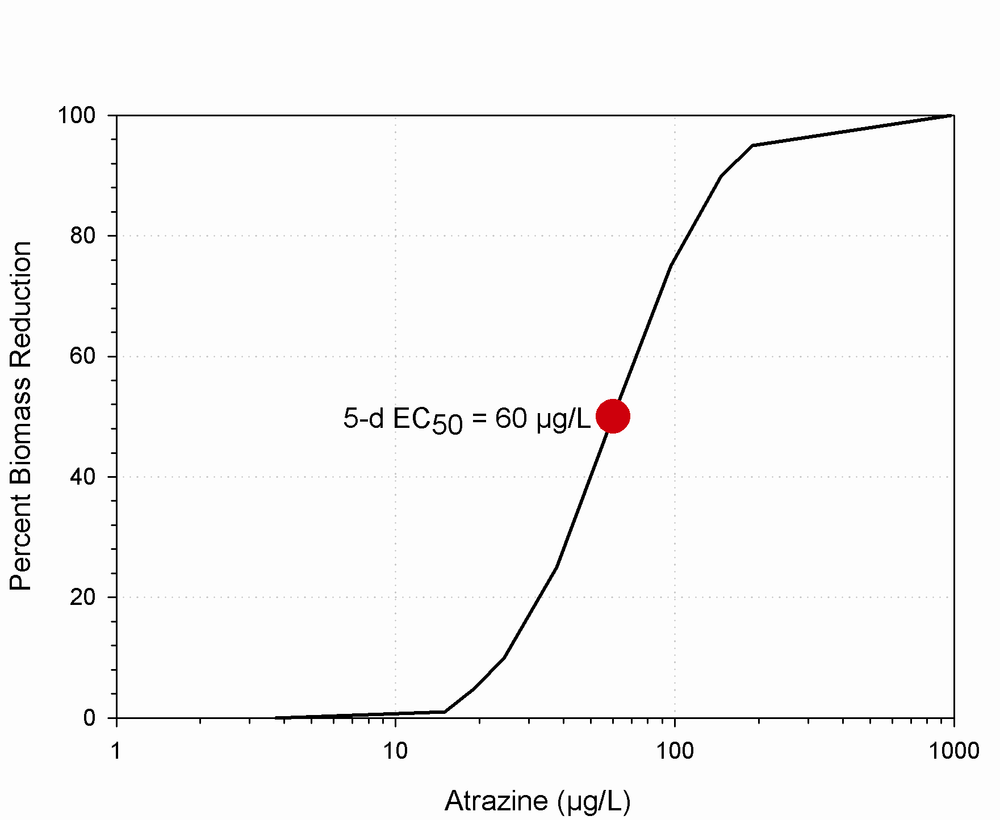 100
80
60
40
20
0
Percent Biomass Reduction
5-d EC50 = 60 µg/L
1 10 100 1000
Atrazine (µg/L)